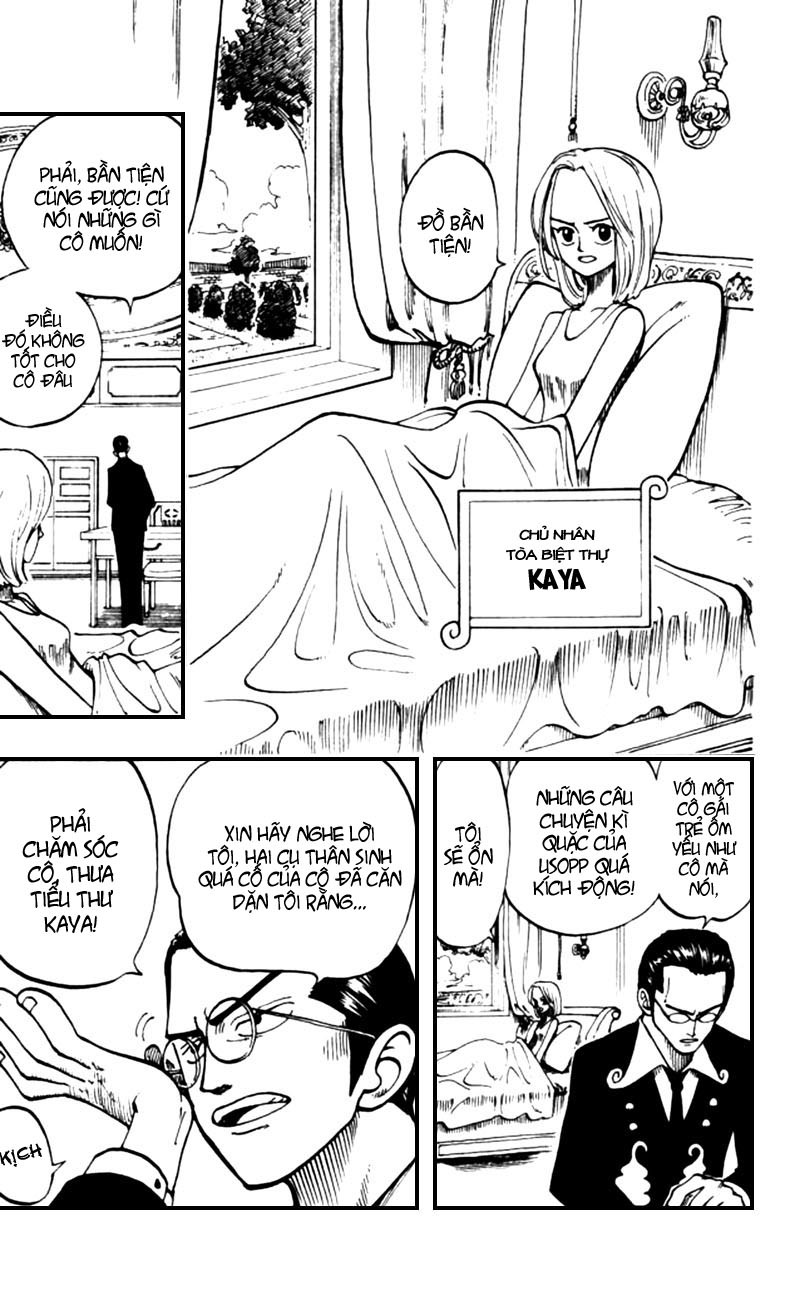 ĐỒ BẦN
TIỆN!
CHỦ NHÂN
TÒA BIỆT THỰ
KAYA
PHẢI, BẦN TIỆN
CŨNG ĐƯỢC! CỨ
NÓI NHỮNG GÌ
CÔ MUỐN!
ĐIỀU
ĐÓ KHÔNG
TỐT CHO
CÔ ĐÂU
VỚI MỘT
CÔ GÁI
TRẺ ỐM
YẾU NHƯ
CÔ MÀ
NÓI,
NHỮNG CÂU
CHUYỆN KÌ
QUẶC CỦA
USOPP QUÁ
KÍCH ĐỘNG!
TÔI
SẼ ỔN
MÀ!
XIN HÃY NGHE LỜI
TÔI, HAI CỤ THÂN SINH
QUÁ CỐ CỦA CÔ ĐÃ CĂN
DẶN TÔI RẰNG...
PHẢI
CHĂM SÓC
CÔ, THƯA
TIỂU THƯ
KAYA!
KỊCH